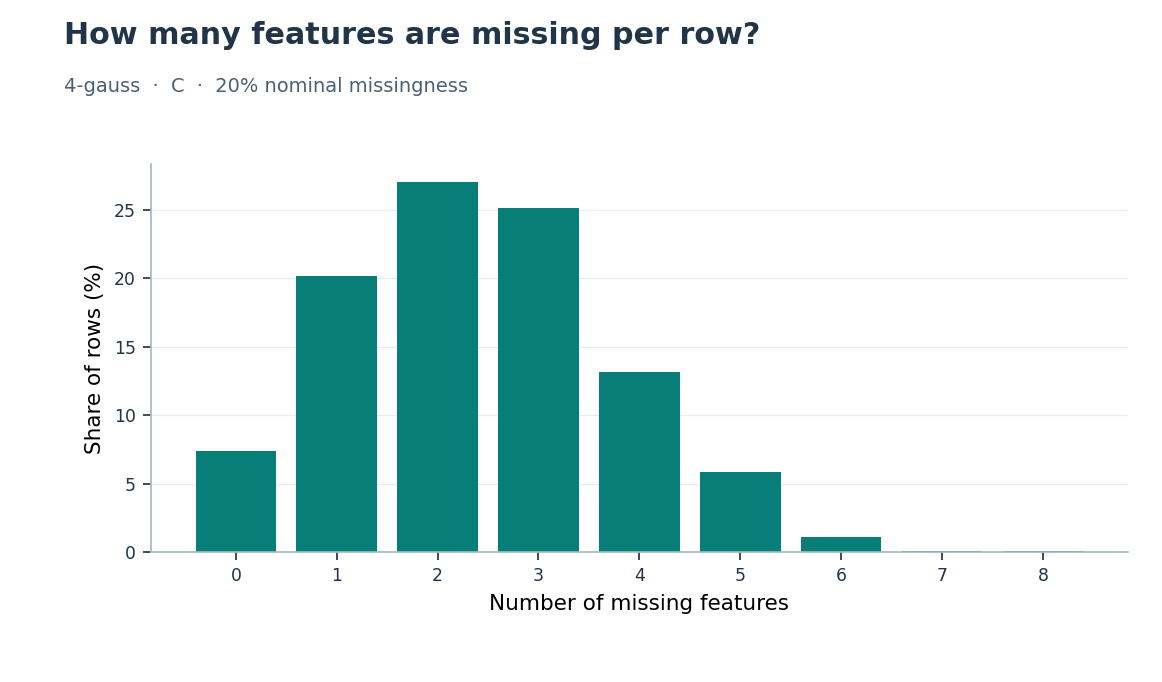 How many features are missing per row?
4-gauss · C · 20% nominal missingness
Share of rows (%)
25
20
15
10
5
0
0 1 2 3 4 5 6 7 8
Number of missing features